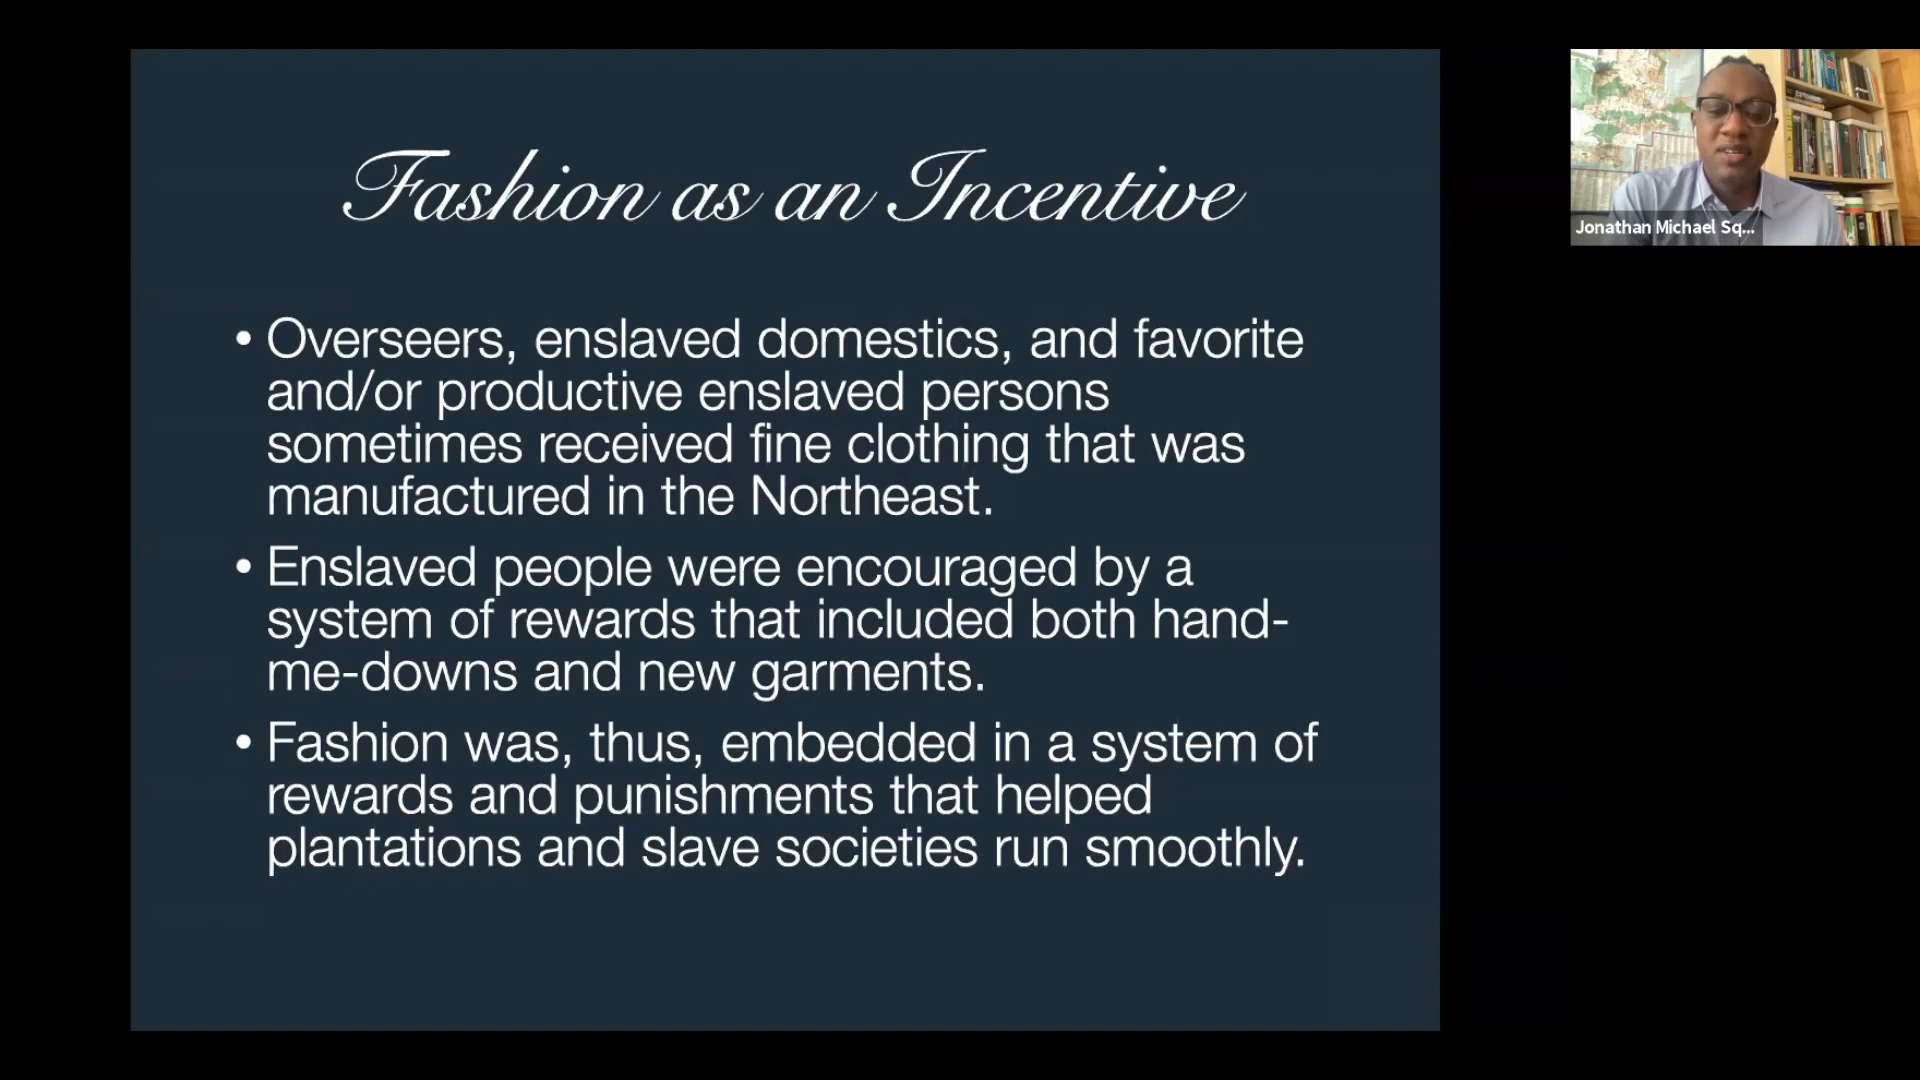 Fashion as an Incentive
• Overseers, enslaved domestics, and favorite
and/or productive enslaved persons
sometimes received fine clothing that was
manufactured in the Northeast.
• Enslaved people were encouraged by a
system of rewards that included both hand-
me-downs and new garments.
• Fashion was, thus, embedded in a system of
rewards and punishments that helped
plantations and slave societies run smoothly.
Jonathan Michael Sq...